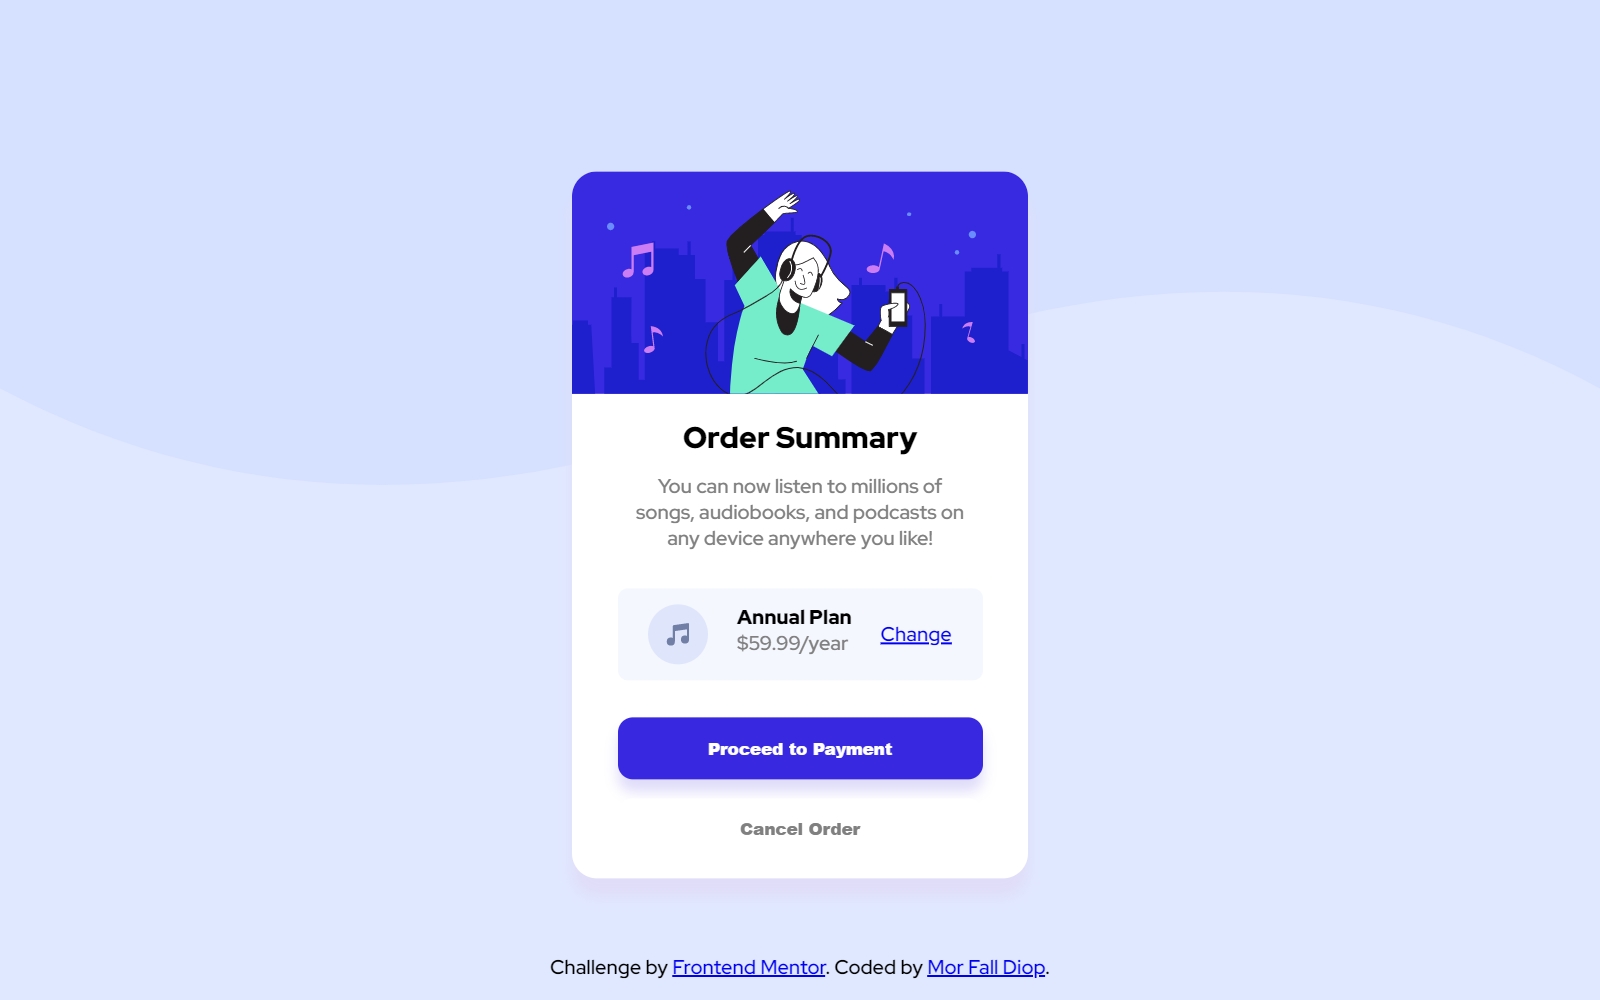 Order Summary
You can now listen to millions of
songs, audiobooks, and podcasts on
any device anywhere you like!
Annual Plan
$59.99/year
Change
Proceed to Payment
Cancel Order
Challenge by Frontend Mentor. Coded by Mor Fall Diop.